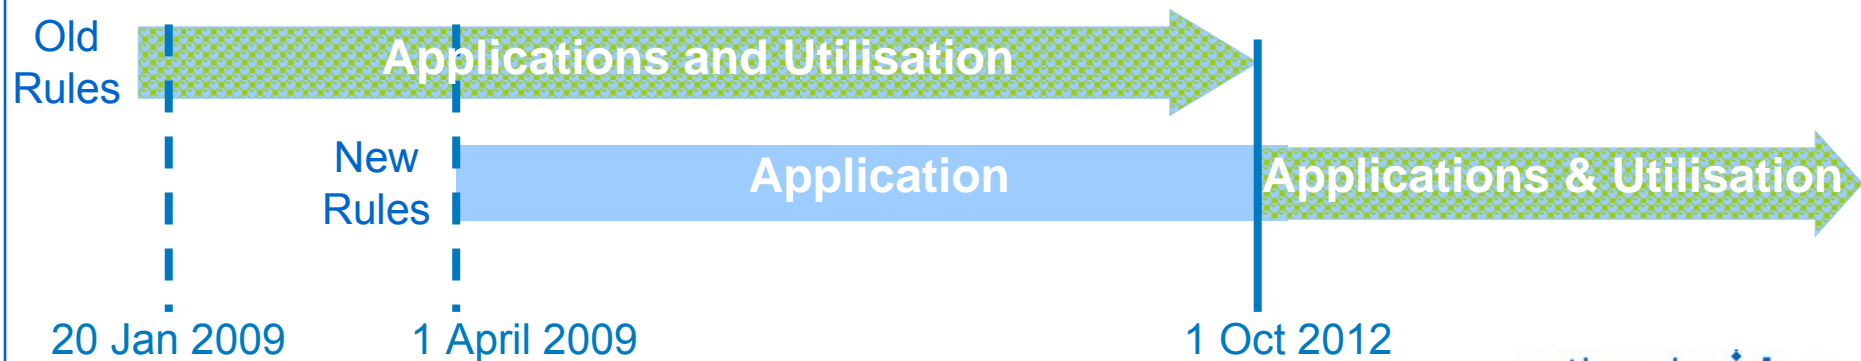 Old
Rules
Applications and Utilisation
New
Rules
Application
Applications & Utilisation
20 Jan 2009
1 April 2009
1 Oct 2012